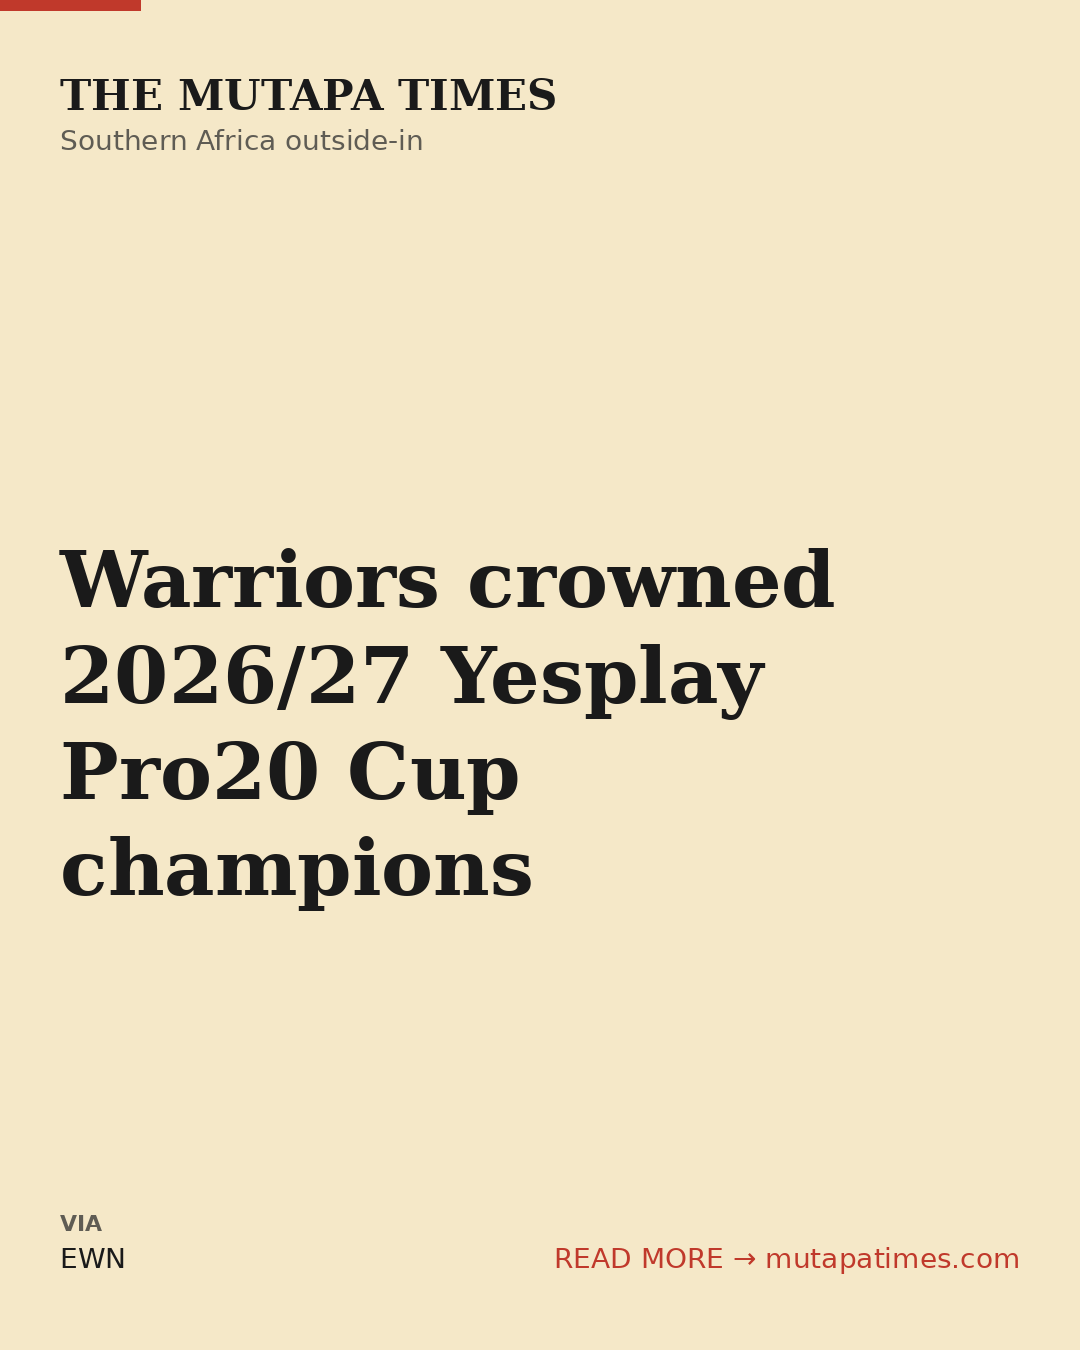 THE MUTAPA TIMES
Southern Africa outside-in
Warriors crowned
2026/27 Yesplay
Pro20 Cup
champions
VIA
EWN
READ MORE → mutapatimes.com